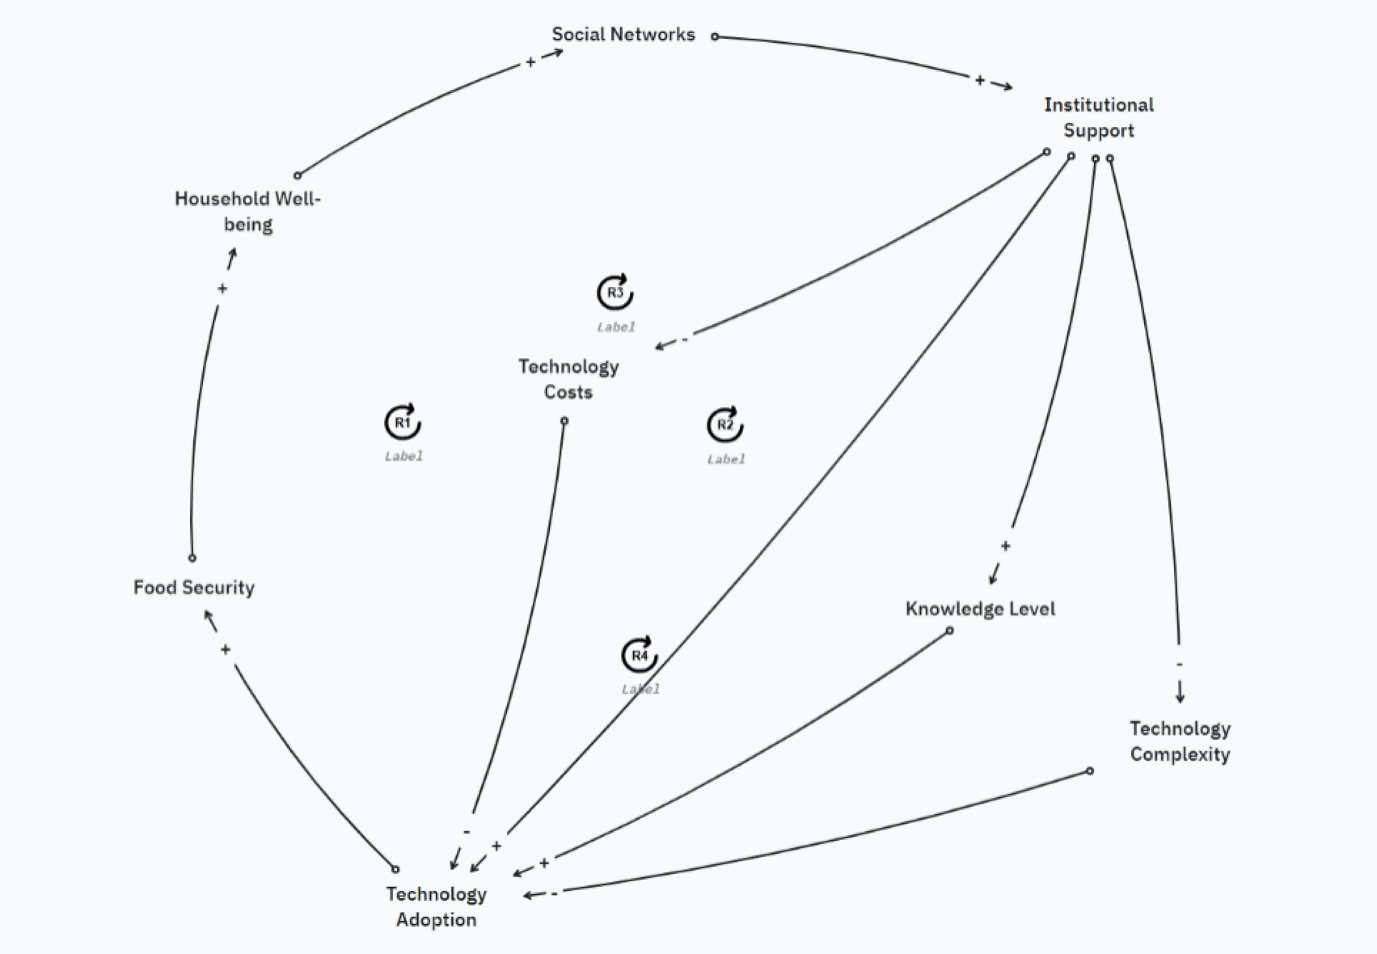 Social Networks
+
+
Institutional
Support
Household Well-
being
+
R3
Label
-
Technology
Costs
R1
Label
R2
Label
+
Food Security
Knowledge Level
+
R4
Label
-
Technology
Complexity
-
+
+
-
Technology
Adoption